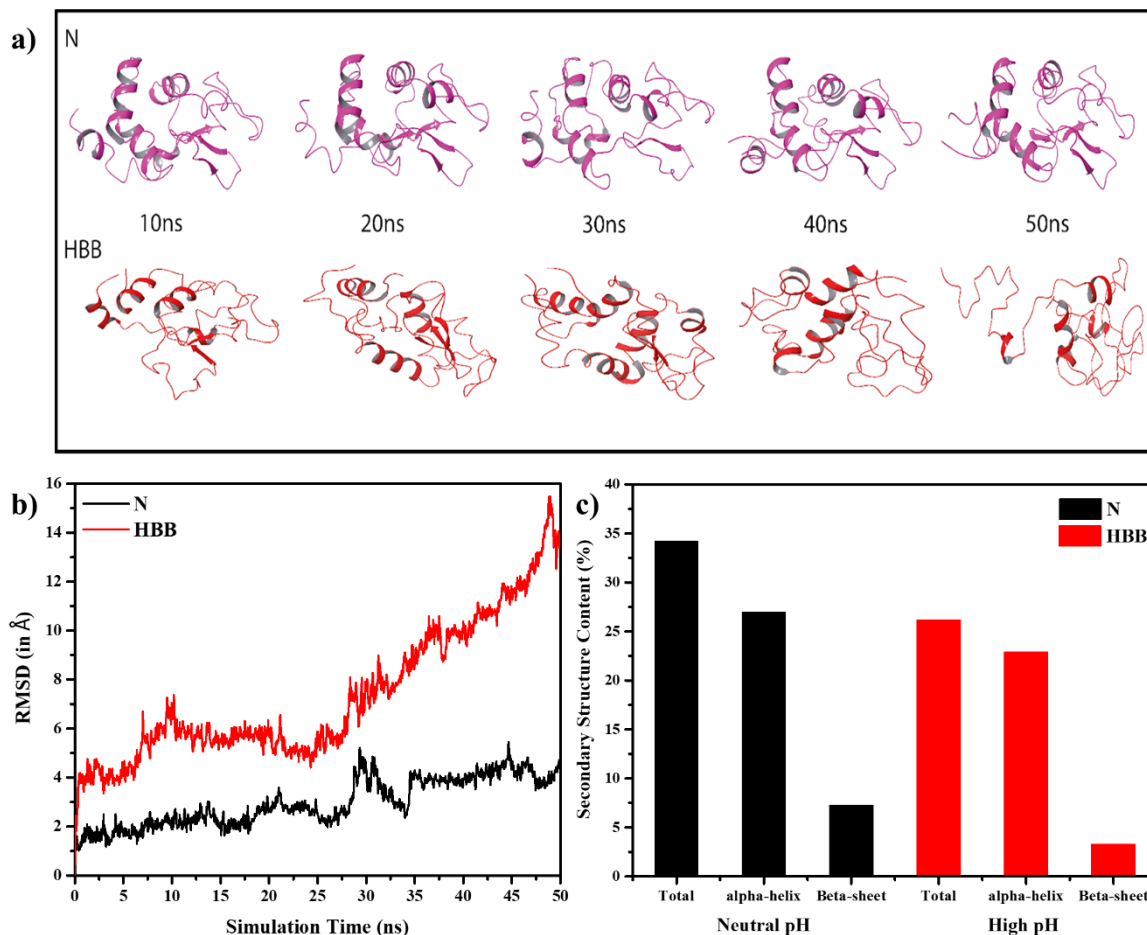 a)
N
10ns 20ns 30ns 40ns 50ns
HBB
b)
N
HBB
RMSD (in Å)
16
14
12
10
8
6
4
2
0
0 5 10 15 20 25 30 35 40 45 50
Simulation Time (ns)
c)
N
HBB
Secondary Structure Content (%)
40
35
30
25
20
15
10
5
0
Total alpha-helix Beta-sheet Total alpha-helix Beta-sheet
Neutral pH High pH